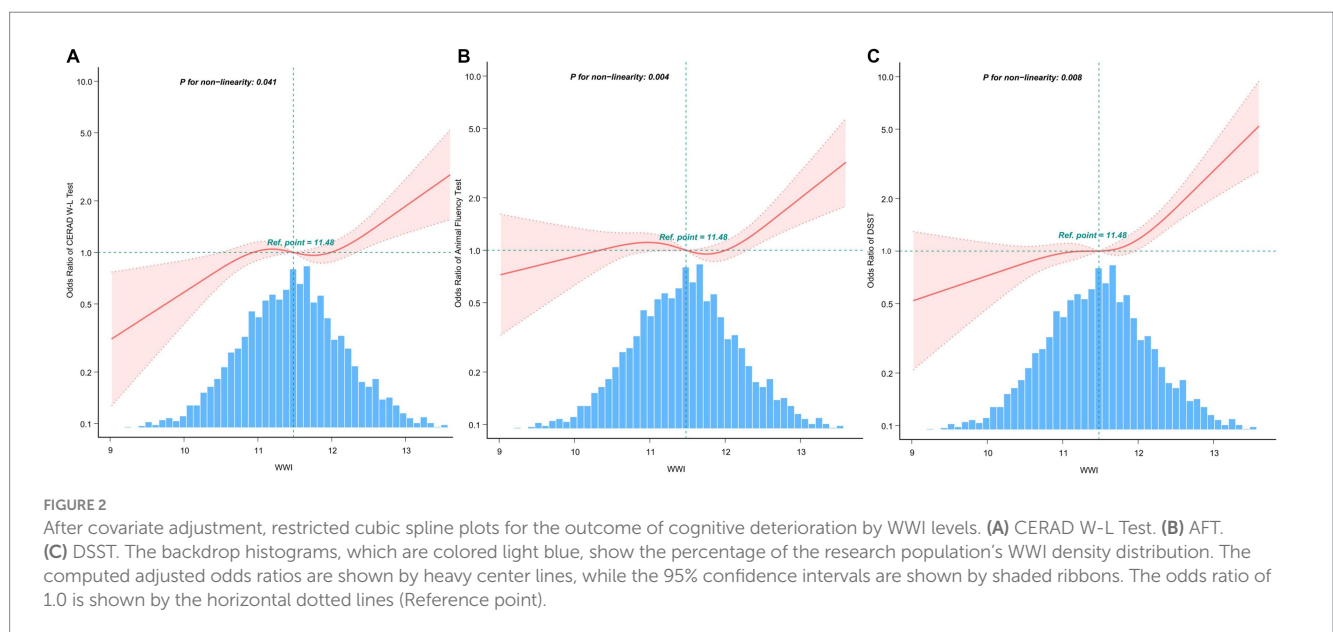 A
P for non−linearity: 0.041
10.0
5.0
2.0
1.0
0.5
0.2
0.1
Odds Ratio of CERAD W-L Test
Ref. point = 11.48
9
10
11
12
13
WWI
B
P for non−linearity: 0.004
10.0
5.0
2.0
1.0
0.5
0.2
0.1
Odds Ratio of Animal Fluency Test
Ref. point = 11.48
9
10
11
12
13
WWI
C
P for non−linearity: 0.008
10.0
5.0
2.0
1.0
0.5
0.2
0.1
Odds Ratio of DSST
Ref. point = 11.48
9
10
11
12
13
WWI
FIGURE 2
After covariate adjustment, restricted cubic spline plots for the outcome of cognitive deterioration by WWI levels. (A) CERAD W-L Test. (B) AFT.
(C) DSST. The backdrop histograms, which are colored light blue, show the percentage of the research population’s WWI density distribution. The
computed adjusted odds ratios are shown by heavy center lines, while the 95% confidence intervals are shown by shaded ribbons. The odds ratio of
1.0 is shown by the horizontal dotted lines (Reference point).